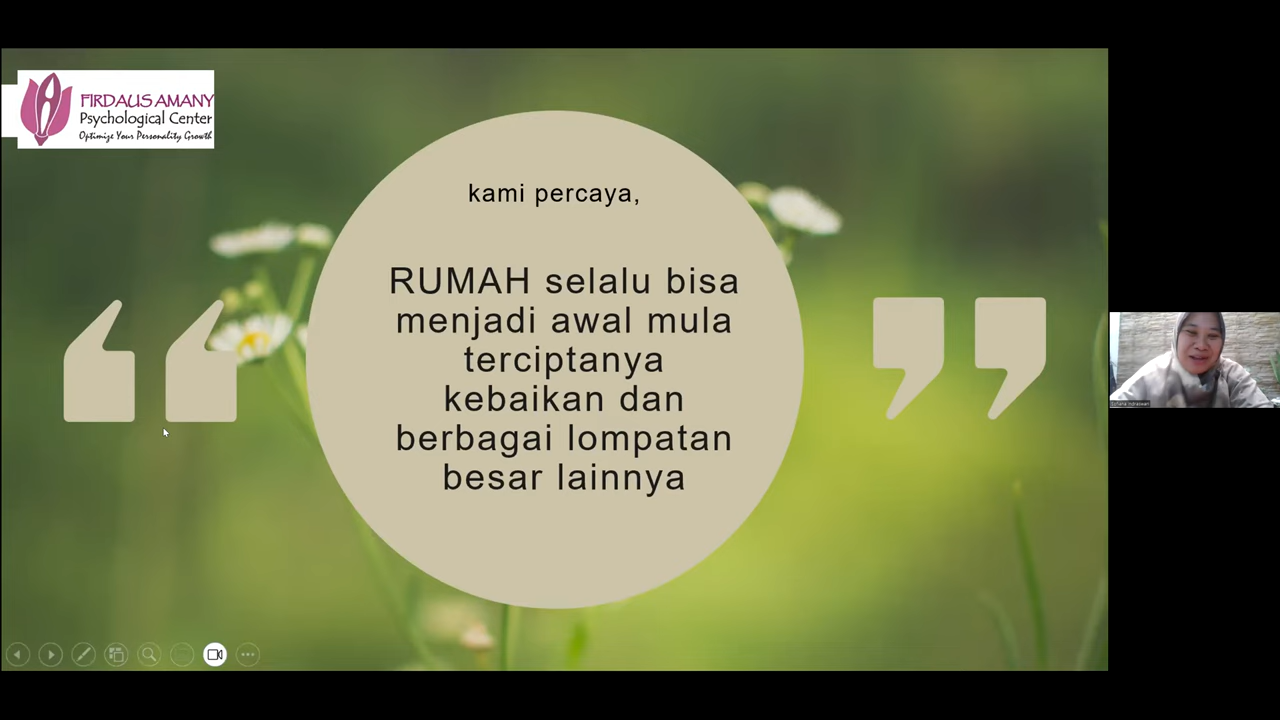 FIRDAUS AMANY
Psychological Center
Optimize Your Personality Growth
kami percaya,
RUMAH selalu bisa
menjadi awal mula
terciptanya
kebaikan dan
berbagai lompatan
besar lainnya